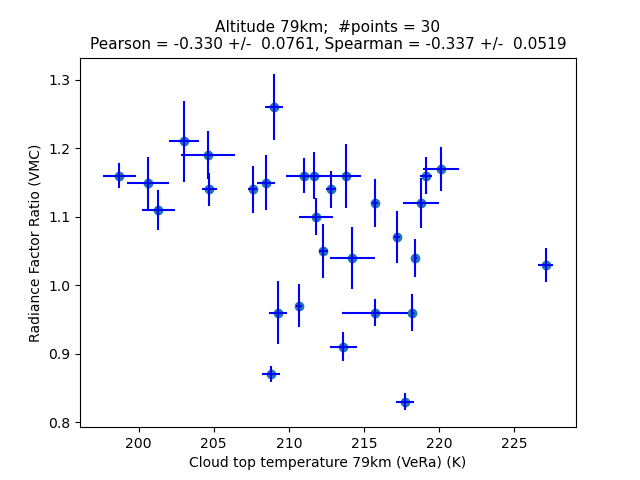 Altitude 79km;  #points = 30
Pearson = -0.330 +/-  0.0761, Spearman = -0.337 +/-  0.0519
1.3
1.2
1.1
1.0
0.9
0.8
Radiance Factor Ratio (VMC)
200 205 210 215 220 225
Cloud top temperature 79km (VeRa) (K)